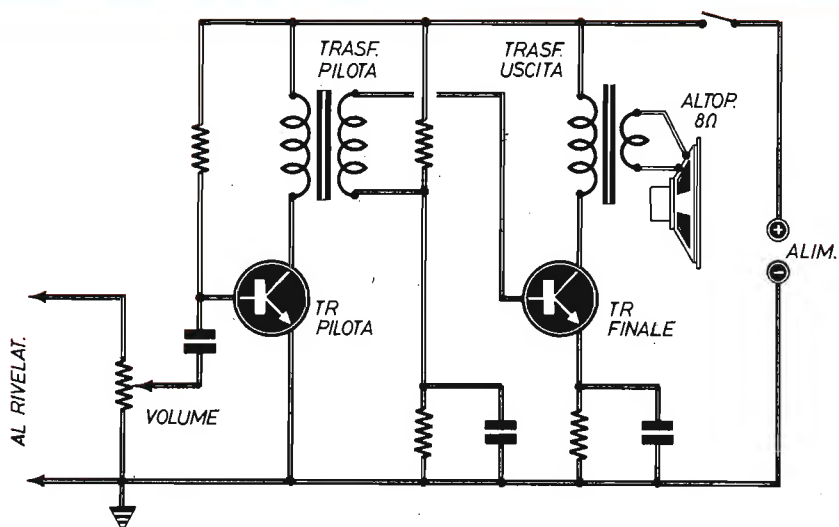 TRASF.
PILOTA
TRASF.
USCITA
ALTOP.
8Ω
+
-
ALIM.
TR
PILOTA
TR
FINALE
VOLUME
AL RIVELAT.